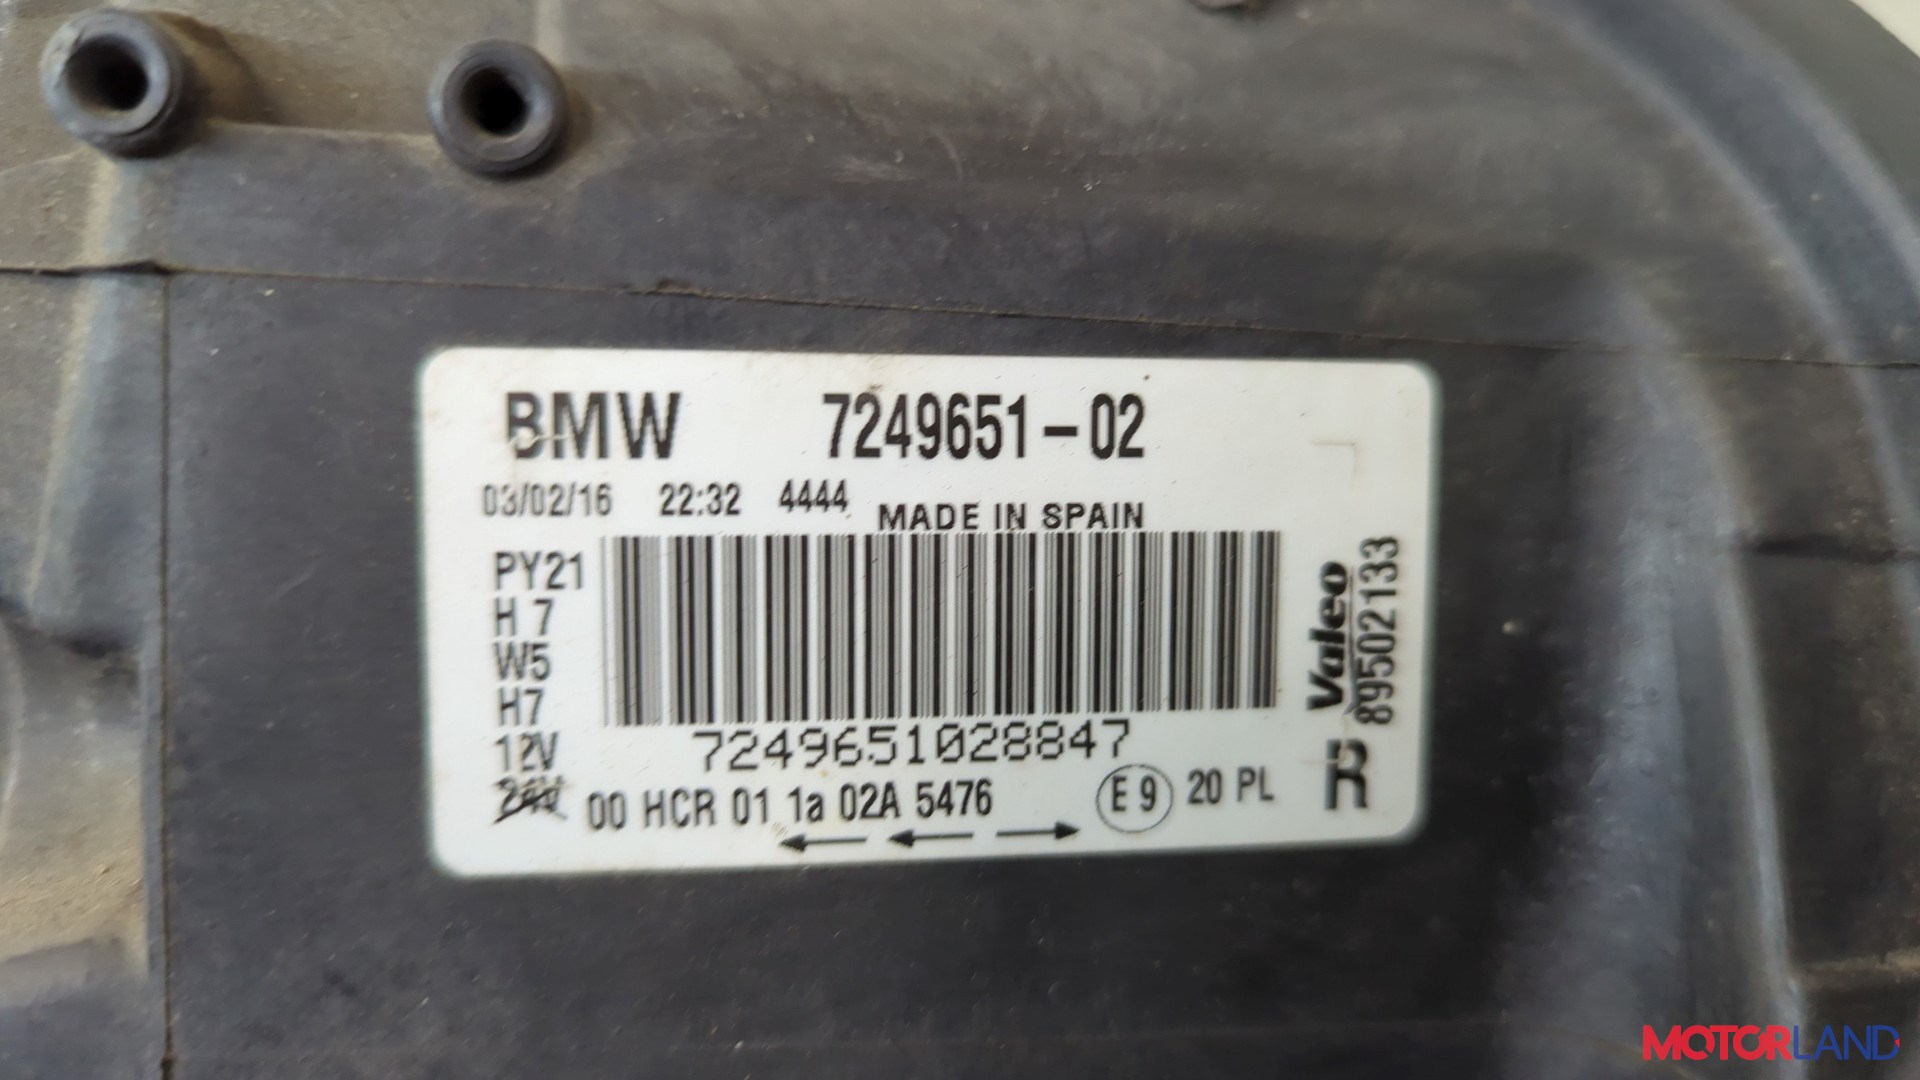 BMW 7249651-02
03/02/16 22:32 4444
MADE IN SPAIN
PY21
H 7
W5
H7
12V
24V
7249651028847
00 HCR 01 1a 02A 5476
E 9
20 PL
Valeo
89502133
R
MOTORLAND